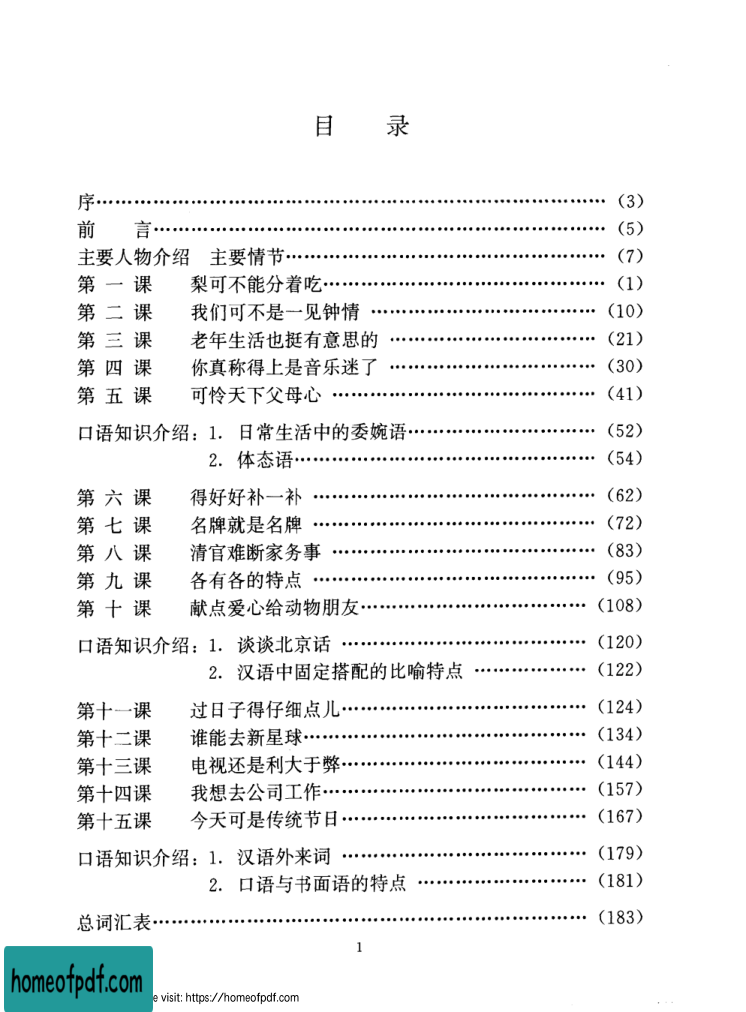 目　　录
序…………………………………………………………………………（3）
前　　言…………………………………………………………………（5）
主要人物介绍　主要情节………………………………………………（7）
第 一 课　　梨可不能分着吃……………………………………………（1）
第 二 课　　我们可不是一见钟情 ……………………………………（10）
第 三 课　　老年生活也挺有意思的 …………………………………（21）
第 四 课　　你真称得上是音乐迷了 …………………………………（30）
第 五 课　　可怜天下父母心 …………………………………………（41）
口语知识介绍：1. 日常生活中的委婉语………………………………（52）
2. 体态语…………………………………………（54）
第 六 课　　得好好补一补 ……………………………………………（62）
第 七 课　　名牌就是名牌 ……………………………………………（72）
第 八 课　　清官难断家务事 …………………………………………（83）
第 九 课　　各有各的特点 ……………………………………………（95）
第 十 课　　献点爱心给动物朋友……………………………………（108）
口语知识介绍：1. 谈谈北京话 ………………………………………（120）
2. 汉语中固定搭配的比喻特点 ………………（122）
第十一课　　过日子得仔细点儿………………………………………（124）
第十二课　　谁能去新星球……………………………………………（134）
第十三课　　电视还是利大于弊………………………………………（144）
第十四课　　我想去公司工作…………………………………………（157）
第十五课　　今天可是传统节日………………………………………（167）
口语知识介绍：1. 汉语外来词 ………………………………………（179）
2. 口语与书面语的特点 ………………………（181）
总词汇表…………………………………………………………………（183）
1
homeofpdf.com
e visit: https://homeofpdf.com